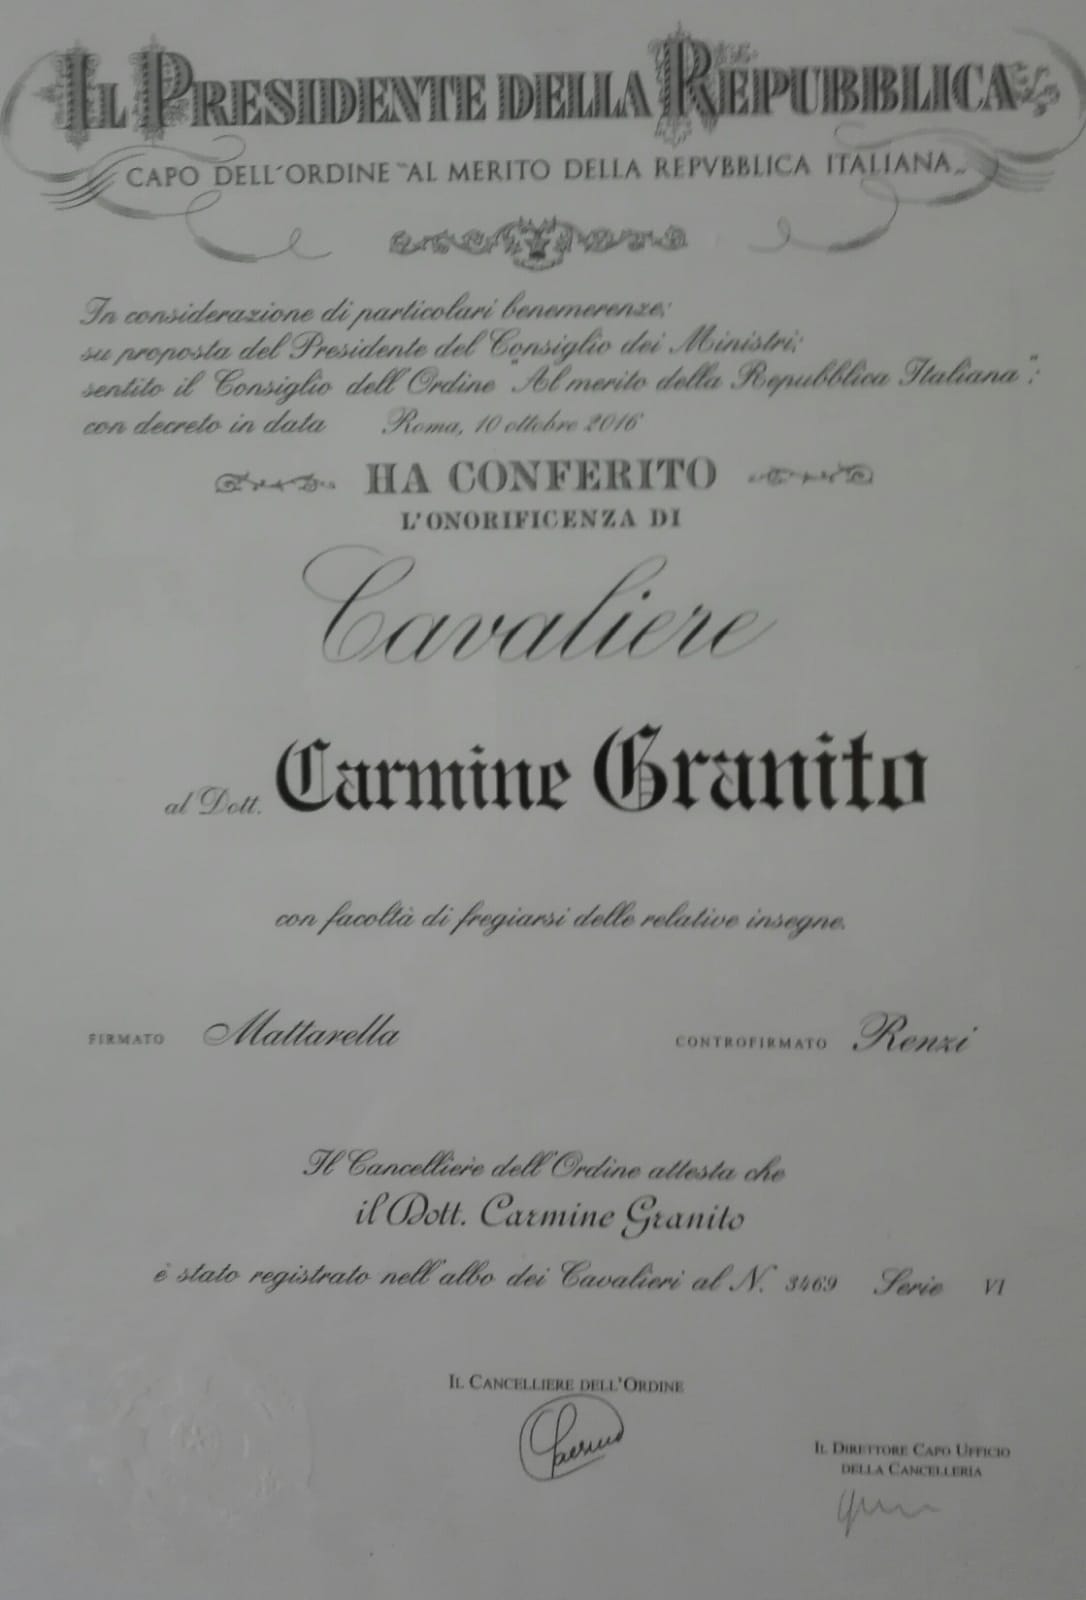 IL PRESIDENTE DELLA REPUBBLICA
CAPO DELL'ORDINE "AL MERITO DELLA REPVBBLICA ITALIANA„
In considerazione di particolari benemerenze;
su proposta del Presidente del Consiglio dei Ministri;
sentito il Consiglio dell'Ordine "Al merito della Repubblica Italiana";
con decreto in data Roma, 10 ottobre 2016
HA CONFERITO
L'ONORIFICENZA DI
Cavaliere
al Dott. Carmine Granito
con facoltà di fregiarsi delle relative insegne.
FIRMATO Mattarella CONTROFIRMATO Renzi
Il Cancelliere dell'Ordine attesta che
il Dott. Carmine Granito
è stato registrato nell'albo dei Cavalieri al N. 3469 Serie VI
IL CANCELLIERE DELL'ORDINE
IL DIRETTORE CAPO UFFICIO
DELLA CANCELLERIA